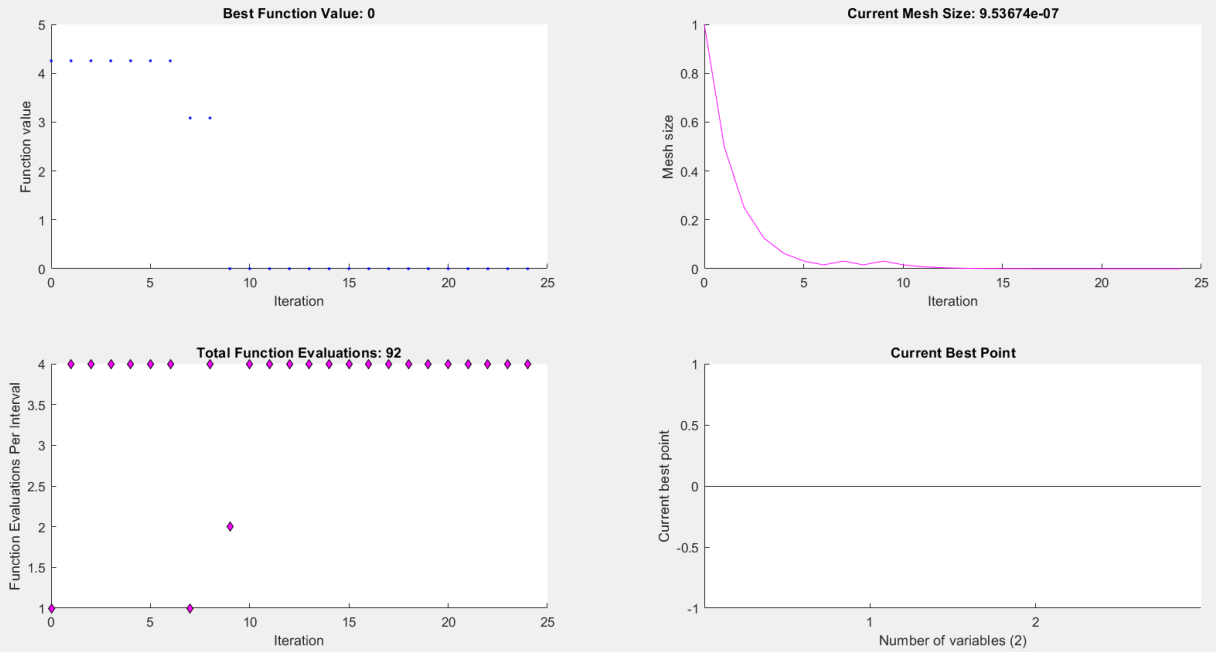 Best Function Value: 0
5
4
3
2
1
0
Function value
0 5 10 15 20 25
Iteration
Current Mesh Size: 9.53674e-07
1
0.8
0.6
0.4
0.2
0
Mesh size
0 5 10 15 20 25
Iteration
Total Function Evaluations: 92
4
3.5
3
2.5
2
1.5
1
Function Evaluations Per Interval
0 5 10 15 20 25
Iteration
Current Best Point
1
0.5
0
-0.5
-1
Current best point
1 2
Number of variables (2)